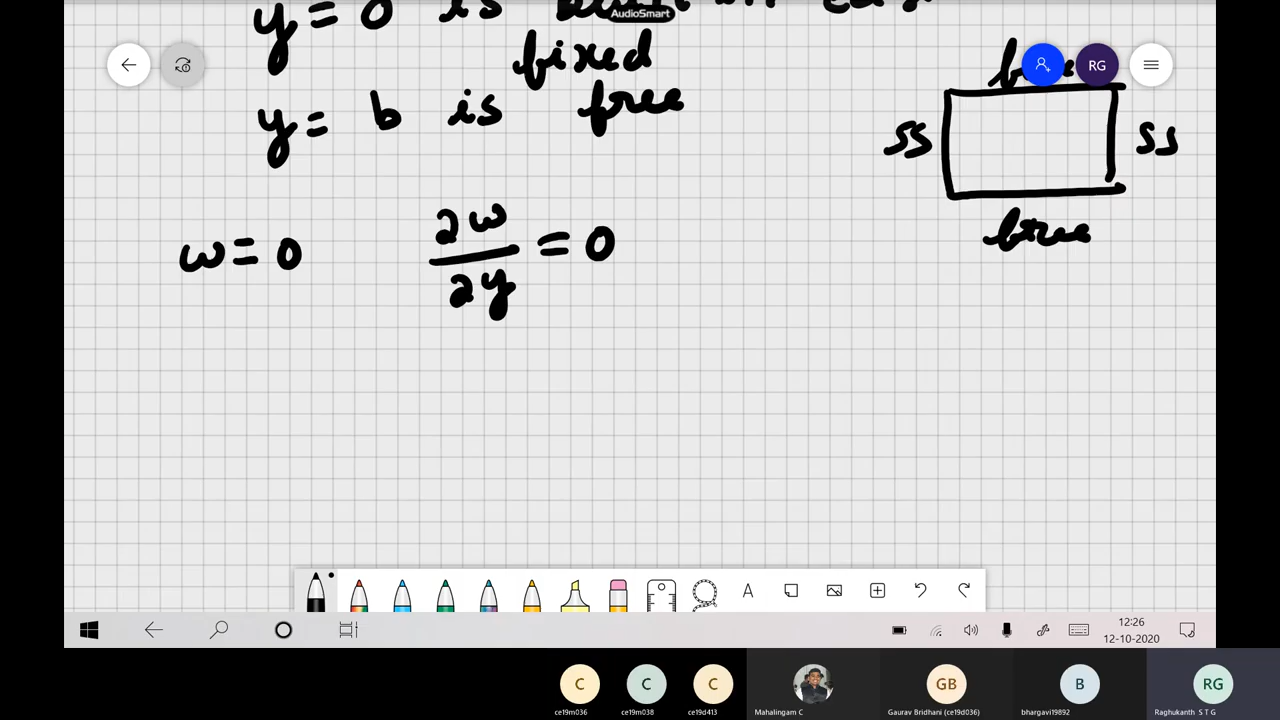 y = 0 is
AudioSmart
fixed
y = b is free
RG
SS
SS
free
w = 0 ∂w/∂y = 0
A
12:26
12-10-2020
C C C GB B RG
ce19m036 ce19m038 ce19d413 Mahalingam C Gaurav Bridhani (ce19d036) bhargavi19892 Raghukanth S T G